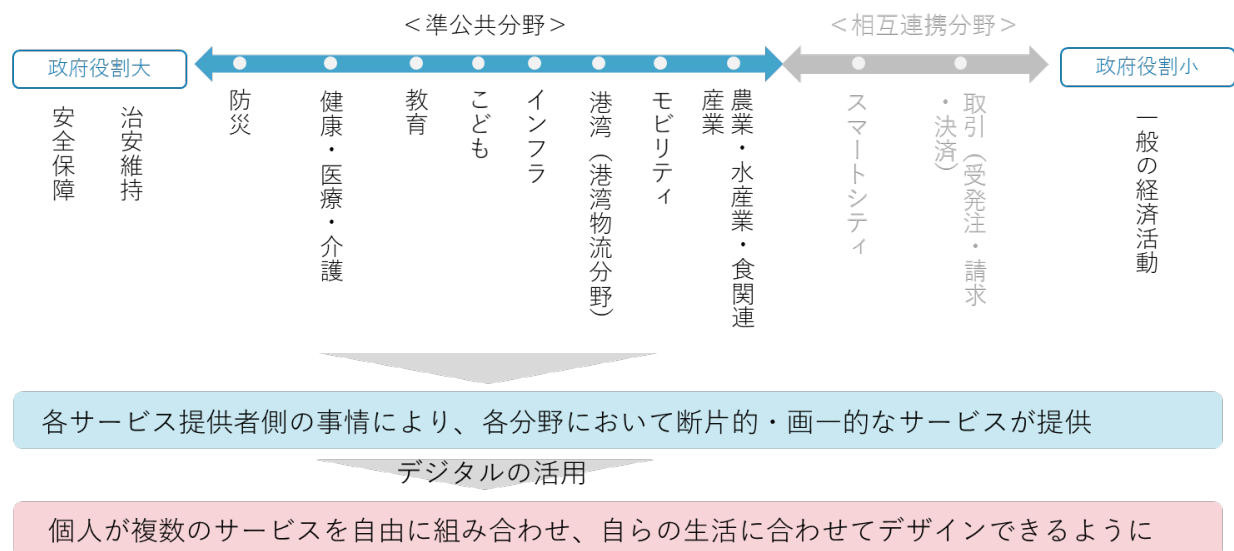 ＜準公共分野＞
＜相互連携分野＞
政府役割大
政府役割小
安全保障
治安維持
防災
健康・医療・介護
教育
こども
インフラ
港湾（港湾物流分野）
モビリティ
農業・水産業・食関連
産業
スマートシティ
取引（受発注・請求
・決済）
一般の経済活動
各サービス提供者側の事情により、各分野において断片的・画一的なサービスが提供
デジタルの活用
個人が複数のサービスを自由に組み合わせ、自らの生活に合わせてデザインできるように